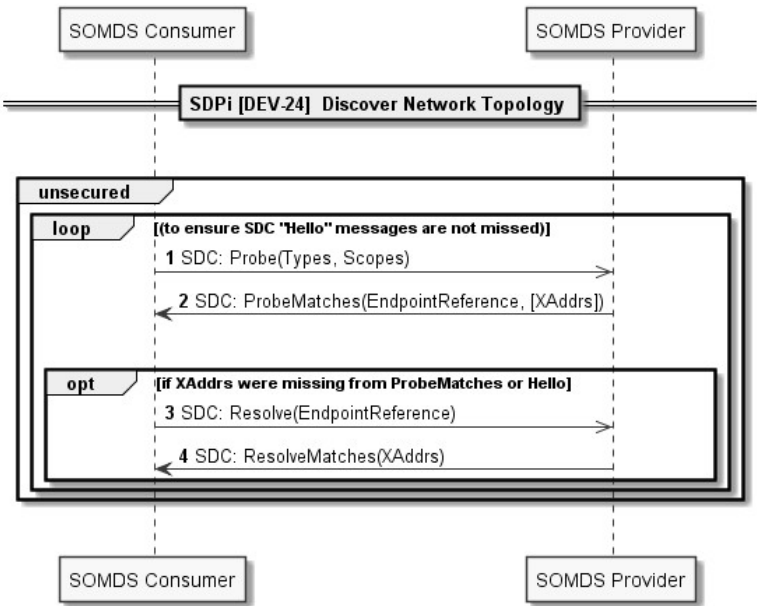 SOMDS Consumer
SOMDS Provider
SDPi [DEV-24]  Discover Network Topology
unsecured
loop
[(to ensure SDC "Hello" messages are not missed)]
1 SDC: Probe(Types, Scopes)
2 SDC: ProbeMatches(EndpointReference, [XAddrs])
opt
[if XAddrs were missing from ProbeMatches or Hello]
3 SDC: Resolve(EndpointReference)
4 SDC: ResolveMatches(XAddrs)
SOMDS Consumer
SOMDS Provider